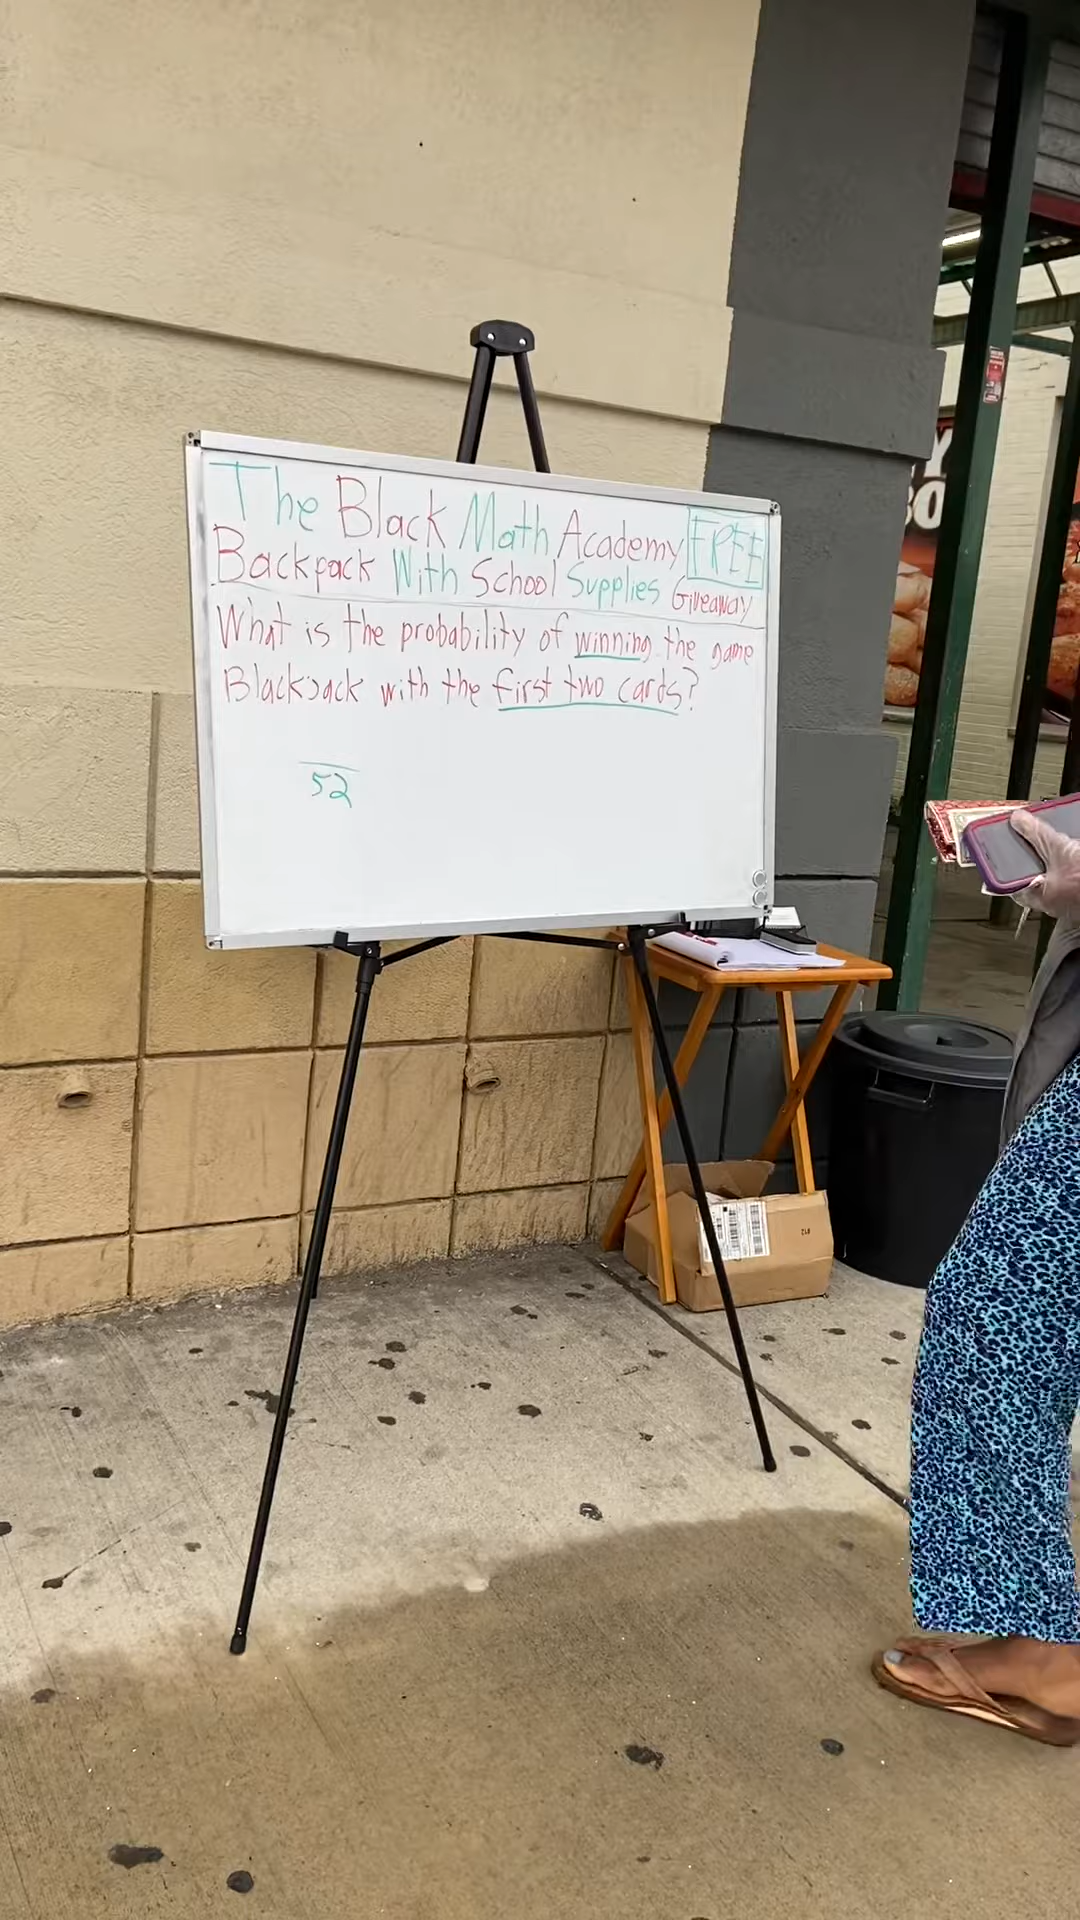 The Black Math Academy FREE
Backpack With School Supplies Giveaway
What is the probability of winning the game
Blackjack with the first two cards?
52